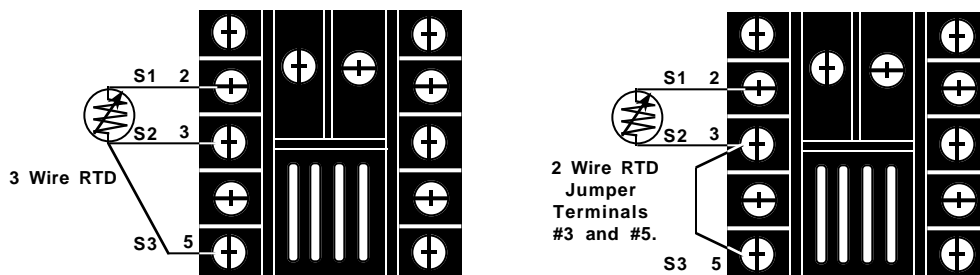 S1 2
S2 3
3 Wire RTD
S3 5
S1 2
S2 3
2 Wire RTD
Jumper
Terminals
#3 and #5.
S3 5